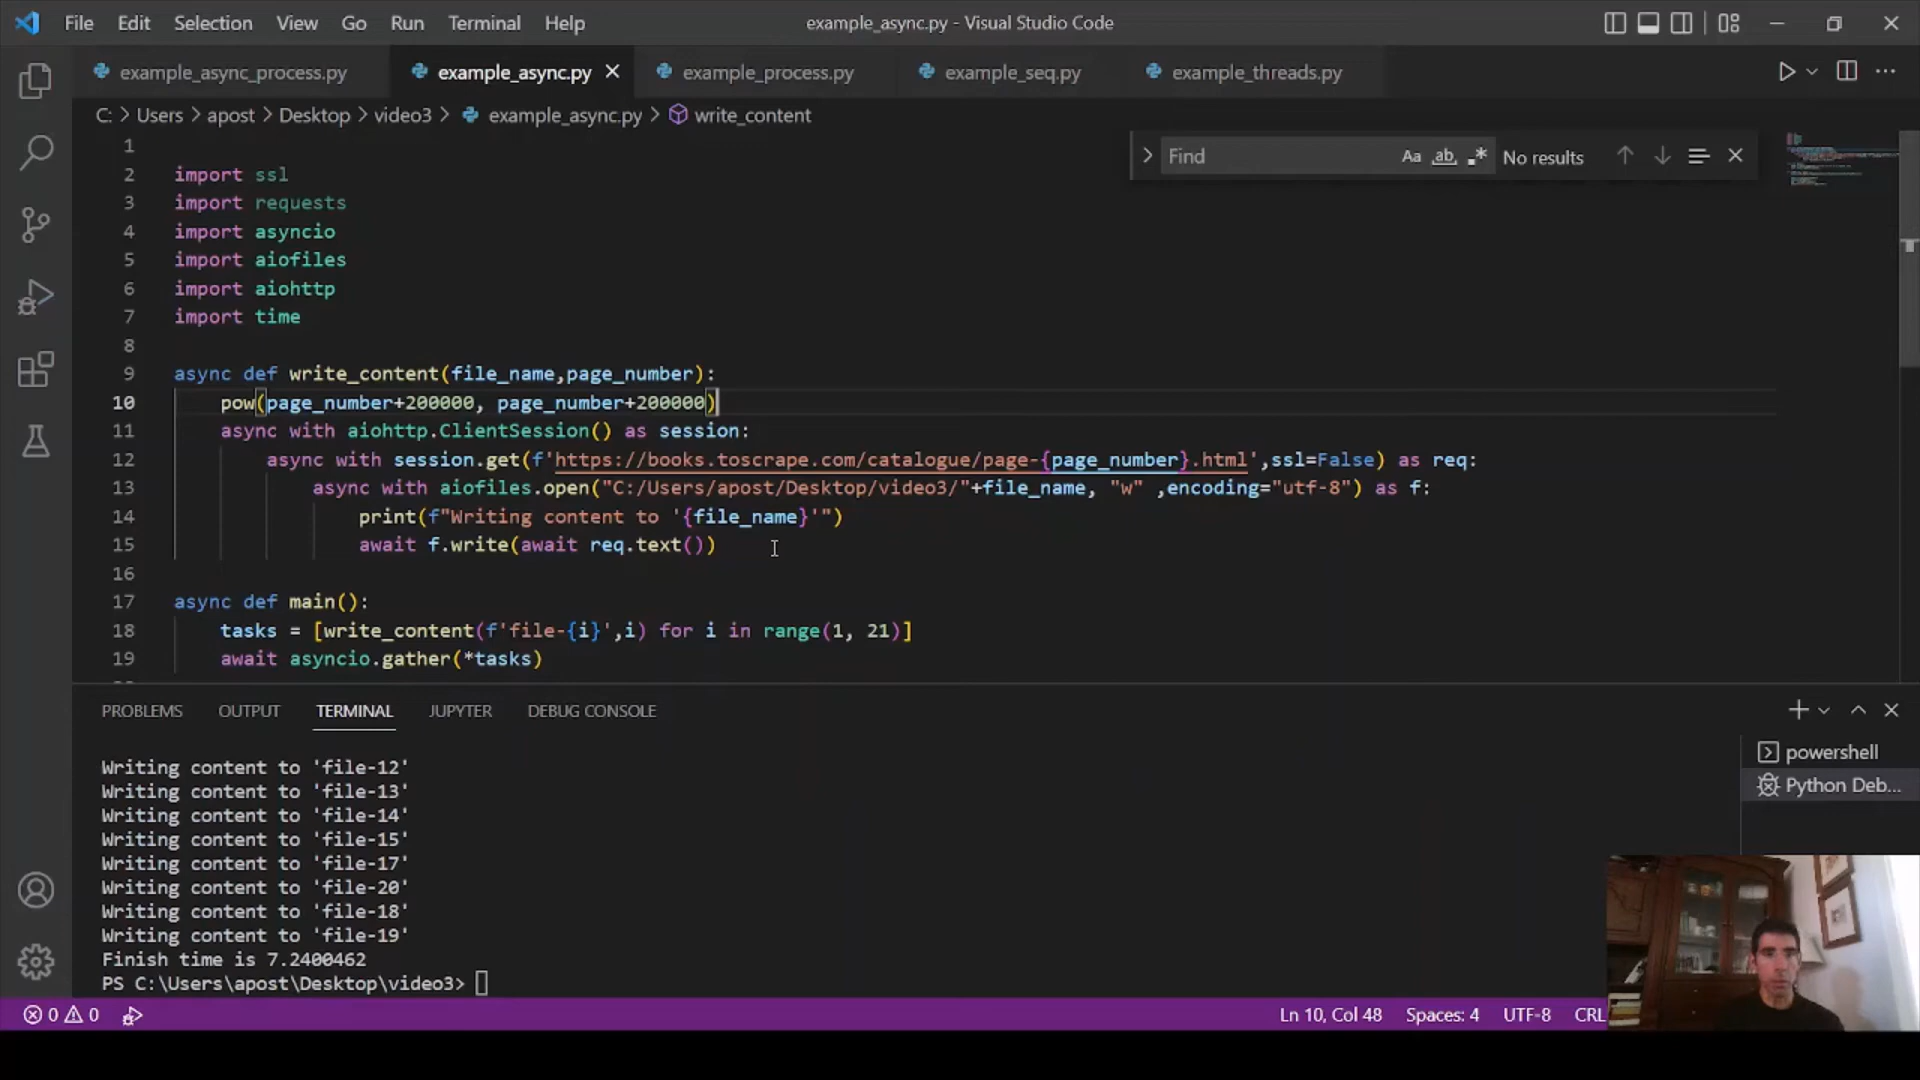 File Edit Selection View Go Run Terminal Help example_async.py - Visual Studio Code
example_async_process.py example_async.py example_process.py example_seq.py example_threads.py
C: > Users > apost > Desktop > video3 > example_async.py > write_content
Find Aa ab .* No results
1
2 import ssl
3 import requests
4 import asyncio
5 import aiofiles
6 import aiohttp
7 import time
8
9 async def write_content(file_name,page_number):
10 pow(page_number+200000, page_number+200000)
11 async with aiohttp.ClientSession() as session:
12 async with session.get(f'https://books.toscrape.com/catalogue/page-{page_number}.html',ssl=False) as req:
13 async with aiofiles.open("C:/Users/apost/Desktop/video3/"+file_name, "w" ,encoding="utf-8") as f:
14 print(f"Writing content to '{file_name}'")
15 await f.write(await req.text())
16
17 async def main():
18 tasks = [write_content(f'file-{i}',i) for i in range(1, 21)]
19 await asyncio.gather(*tasks)
PROBLEMS OUTPUT TERMINAL JUPYTER DEBUG CONSOLE
Writing content to 'file-12'
Writing content to 'file-13'
Writing content to 'file-14'
Writing content to 'file-15'
Writing content to 'file-17'
Writing content to 'file-20'
Writing content to 'file-18'
Writing content to 'file-19'
Finish time is 7.2400462
PS C:\Users\apost\Desktop\video3>
powershell
Python Deb...
0 0 Ln 10, Col 48 Spaces: 4 UTF-8 CRL